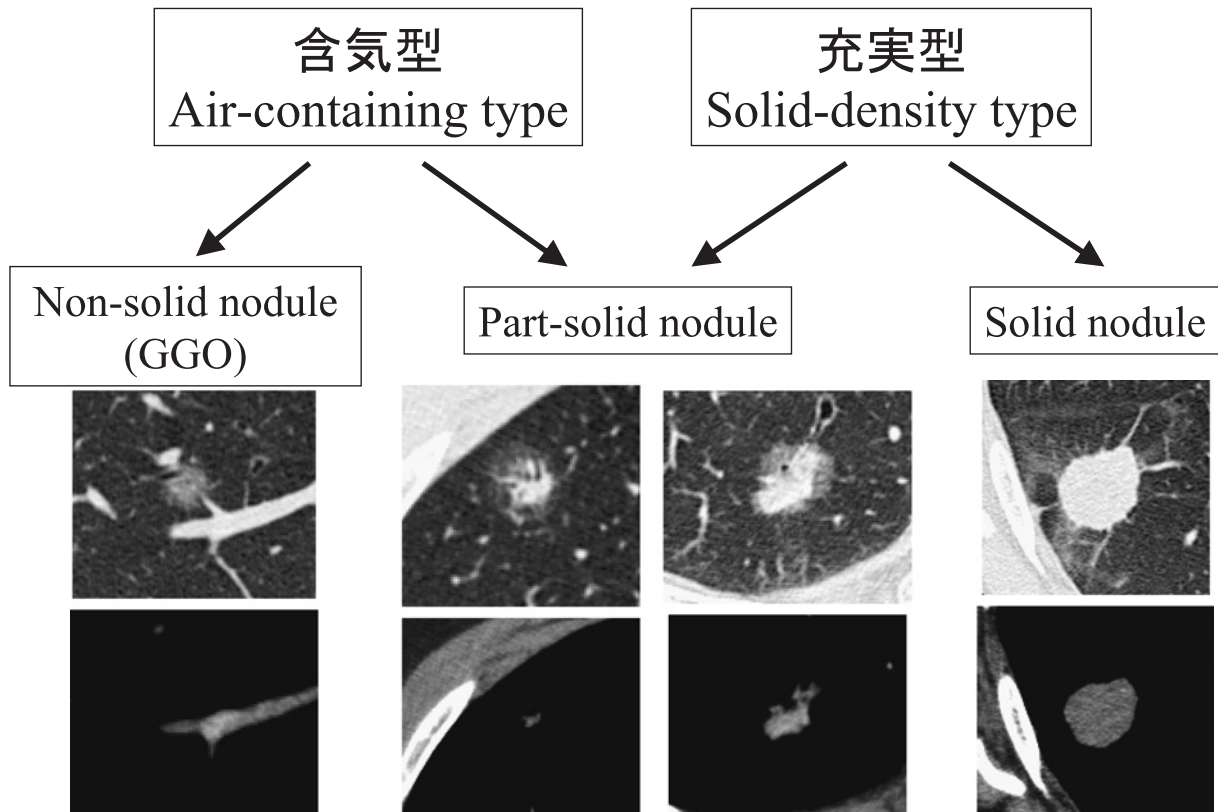 含気型
Air-containing type
充実型
Solid-density type
Non-solid nodule
(GGO)
Part-solid nodule
Solid nodule